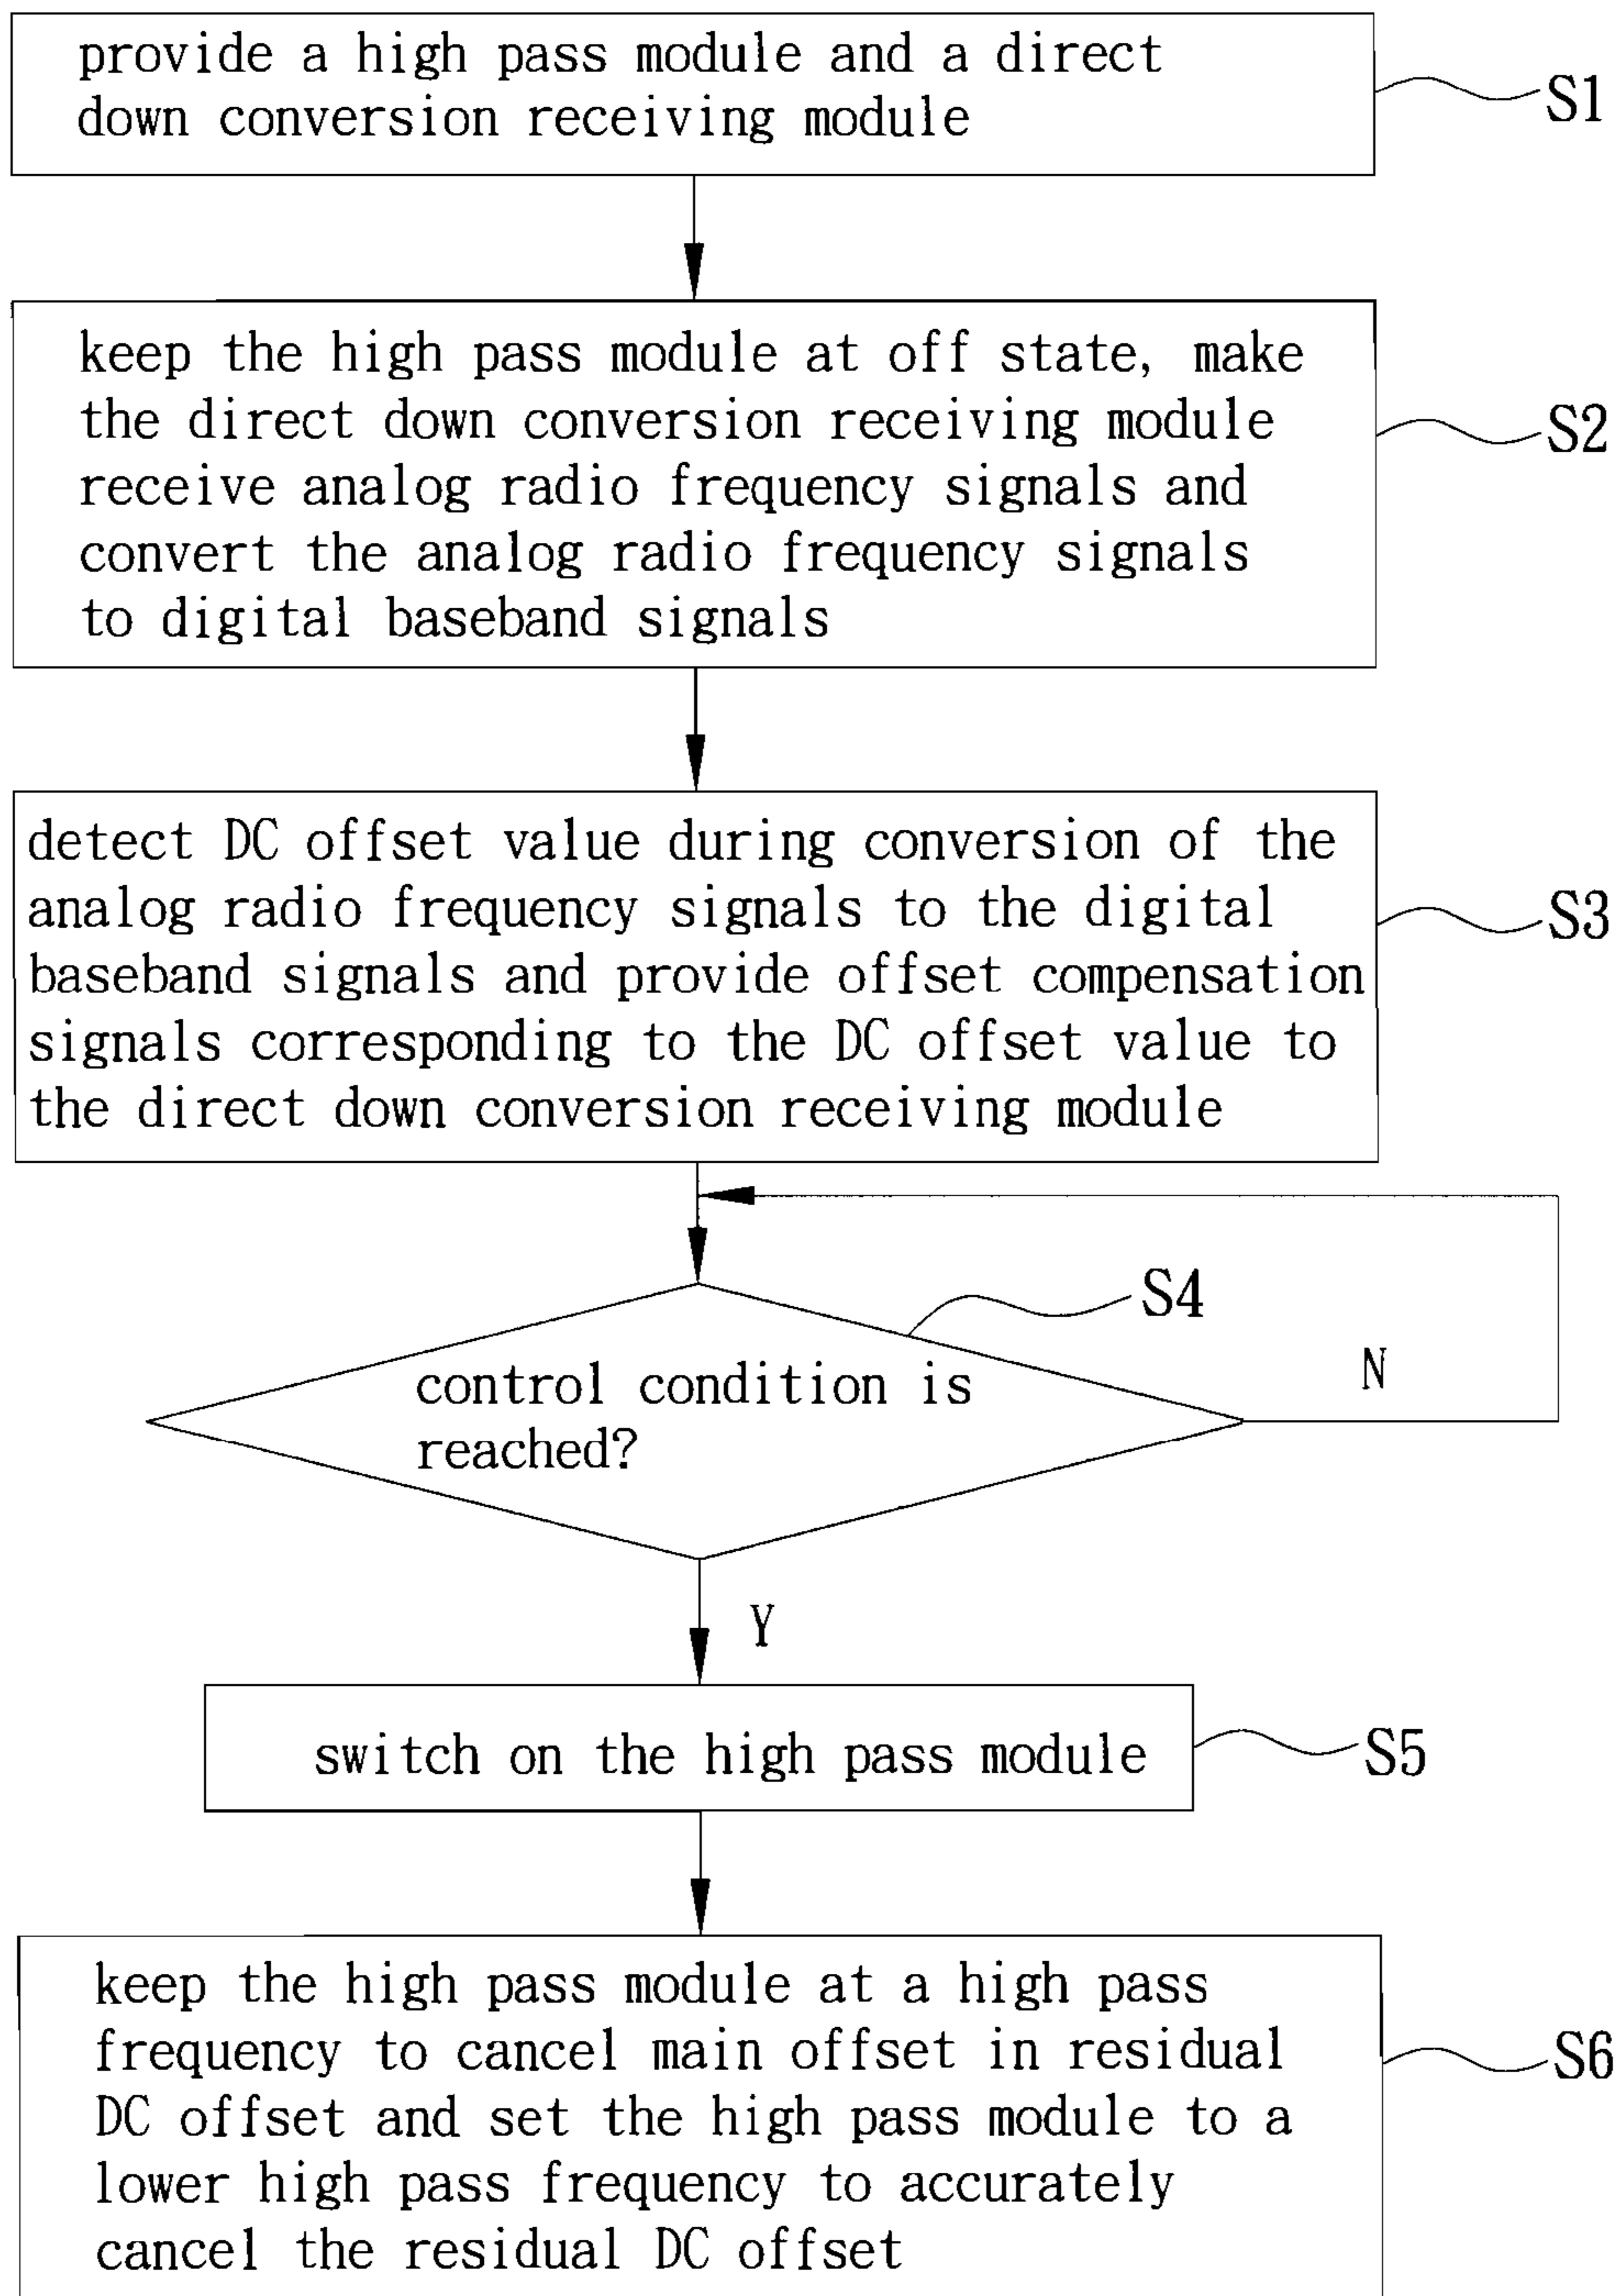 provide a high pass module and a direct
down conversion receiving module
S1
keep the high pass module at off state, make
the direct down conversion receiving module
receive analog radio frequency signals and
convert the analog radio frequency signals
to digital baseband signals
S2
detect DC offset value during conversion of the
analog radio frequency signals to the digital
baseband signals and provide offset compensation
signals corresponding to the DC offset value to
the direct down conversion receiving module
S3
S4
control condition is
reached?
N
Y
switch on the high pass module
S5
keep the high pass module at a high pass
frequency to cancel main offset in residual
DC offset and set the high pass module to a
lower high pass frequency to accurately
cancel the residual DC offset
S6